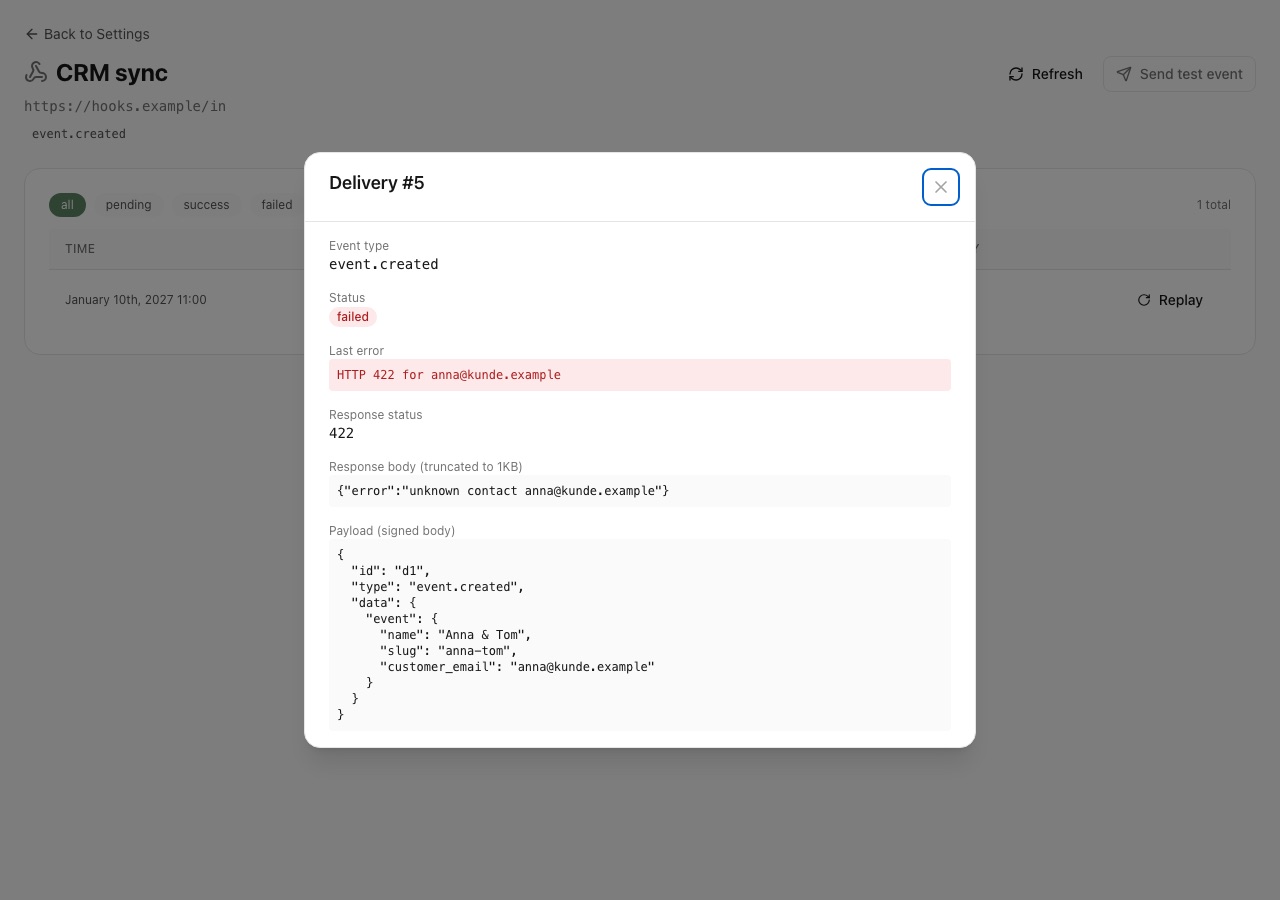 Back to Settings
CRM sync
Refresh
Send test event
https://hooks.example/in
event.created
all
pending
success
failed
1 total
TIME
January 10th, 2027 11:00
Replay
Delivery #5
Event type
event.created
Status
failed
Last error
HTTP 422 for anna@kunde.example
Response status
422
Response body (truncated to 1KB)
{"error":"unknown contact anna@kunde.example"}
Payload (signed body)
{
  "id": "d1",
  "type": "event.created",
  "data": {
    "event": {
      "name": "Anna & Tom",
      "slug": "anna-tom",
      "customer_email": "anna@kunde.example"
    }
  }
}